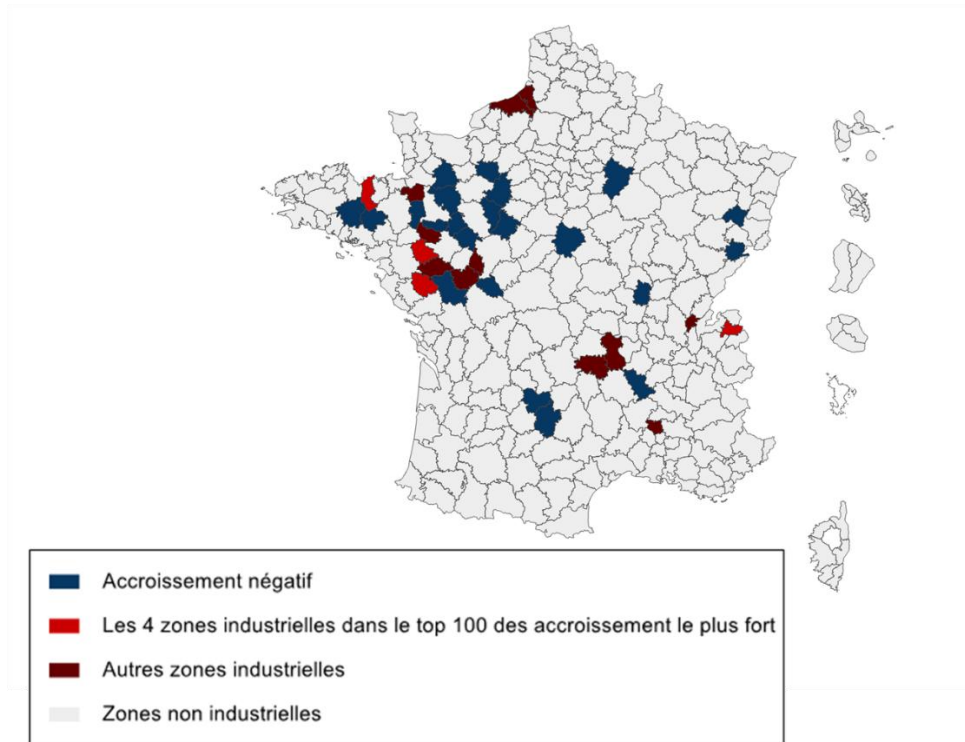 Accroissement négatif
Les 4 zones industrielles dans le top 100 des accroissement le plus fort
Autres zones industrielles
Zones non industrielles